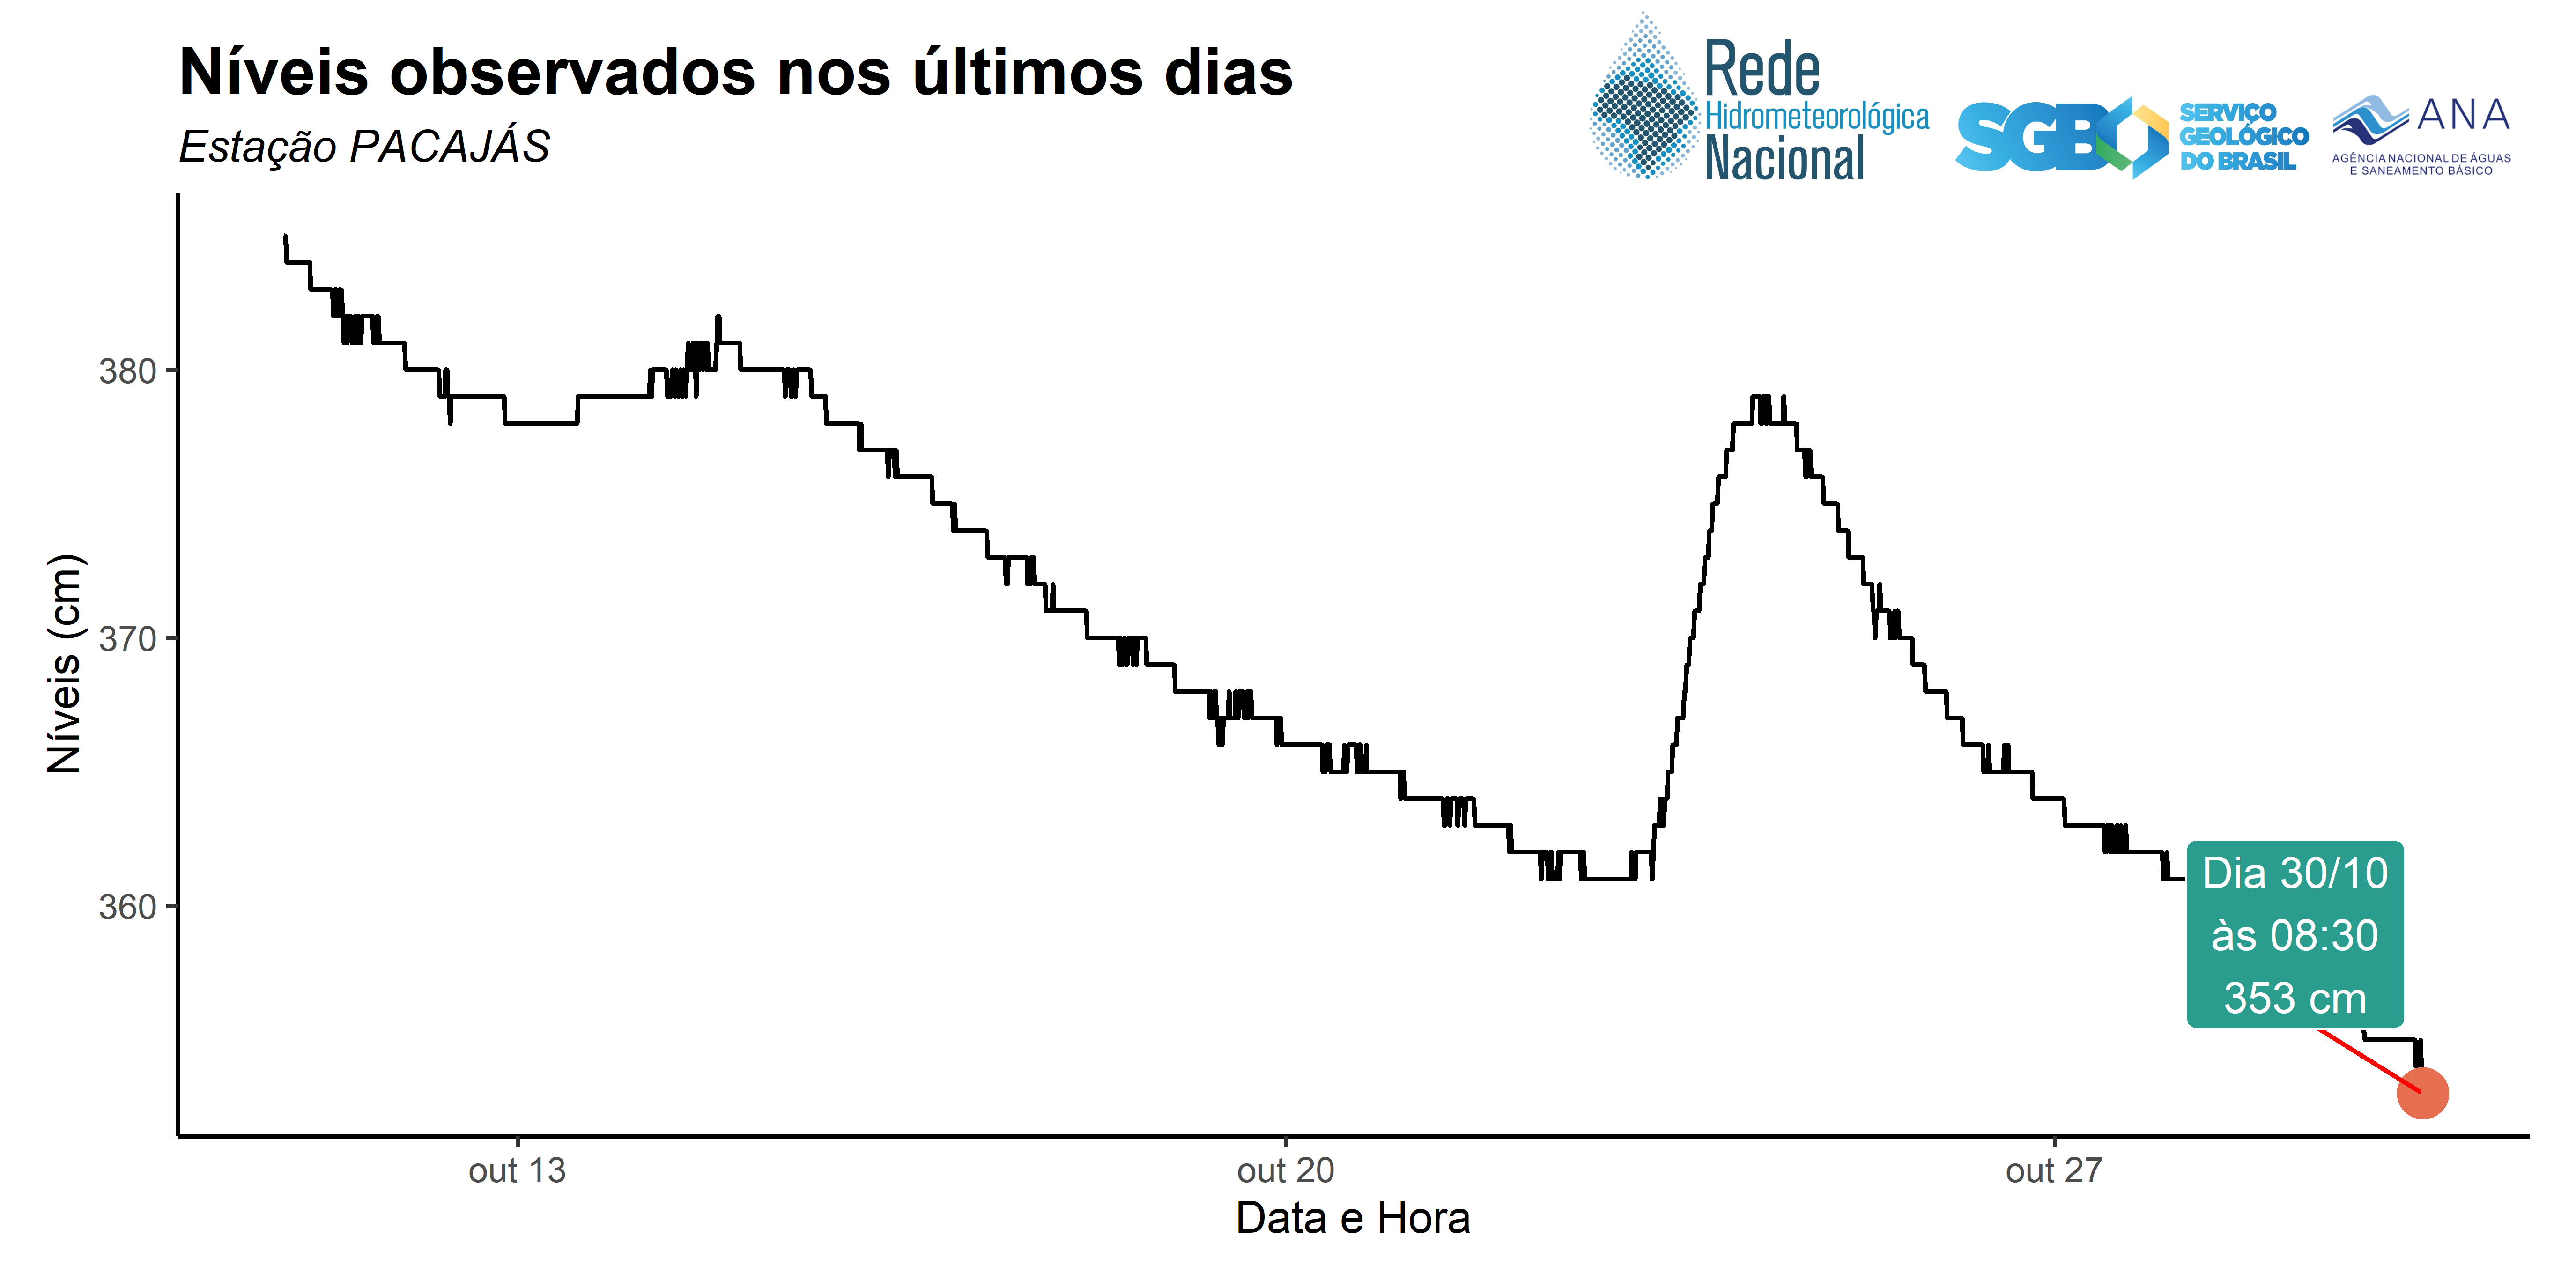 Níveis observados nos últimos dias
Estação PACAJÁS
Rede
Hidrometeorológica
Nacional
SGB
SERVIÇO
GEOLÓGICO
DO BRASIL
ANA
AGÊNCIA NACIONAL DE ÁGUAS
E SANEAMENTO BÁSICO
Níveis (cm)
380
370
360
Dia 30/10
às 08:30
353 cm
out 13
out 20
out 27
Data e Hora